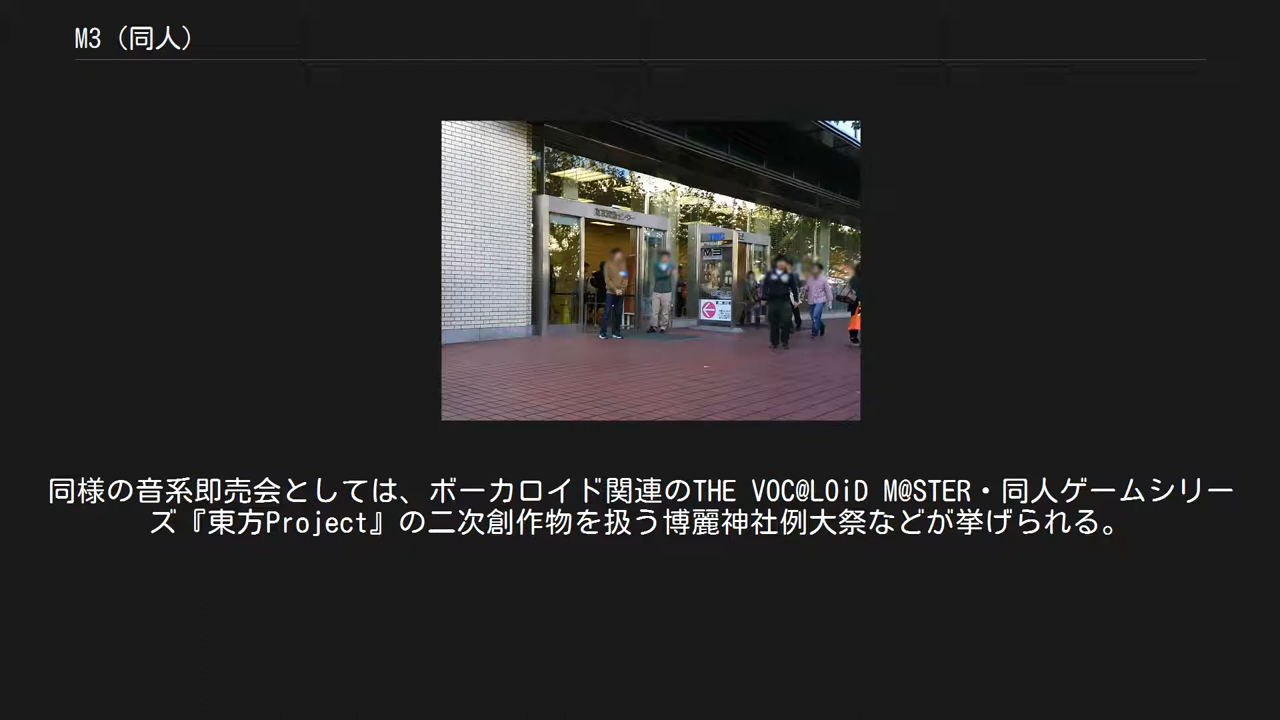 M3（同人）
M3
同様の音系即売会としては、ボーカロイド関連のTHE VOC@LOiD M@STER・同人ゲームシリー
ズ『東方Project』の二次創作物を扱う博麗神社例大祭などが挙げられる。